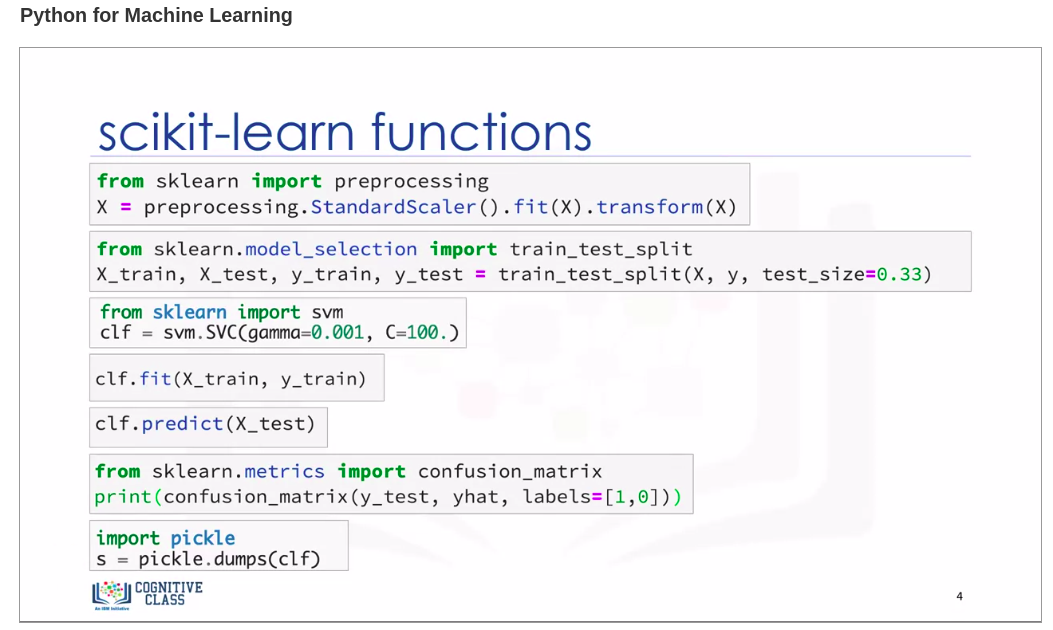 Python for Machine Learning
scikit-learn functions
from sklearn import preprocessing
X = preprocessing.StandardScaler().fit(X).transform(X)
from sklearn.model_selection import train_test_split
X_train, X_test, y_train, y_test = train_test_split(X, y, test_size=0.33)
from sklearn import svm
clf = svm.SVC(gamma=0.001, C=100.)
clf.fit(X_train, y_train)
clf.predict(X_test)
from sklearn.metrics import confusion_matrix
print(confusion_matrix(y_test, yhat, labels=[1,0]))
import pickle
s = pickle.dumps(clf)
COGNITIVE
CLASS
An IBM Initiative
4